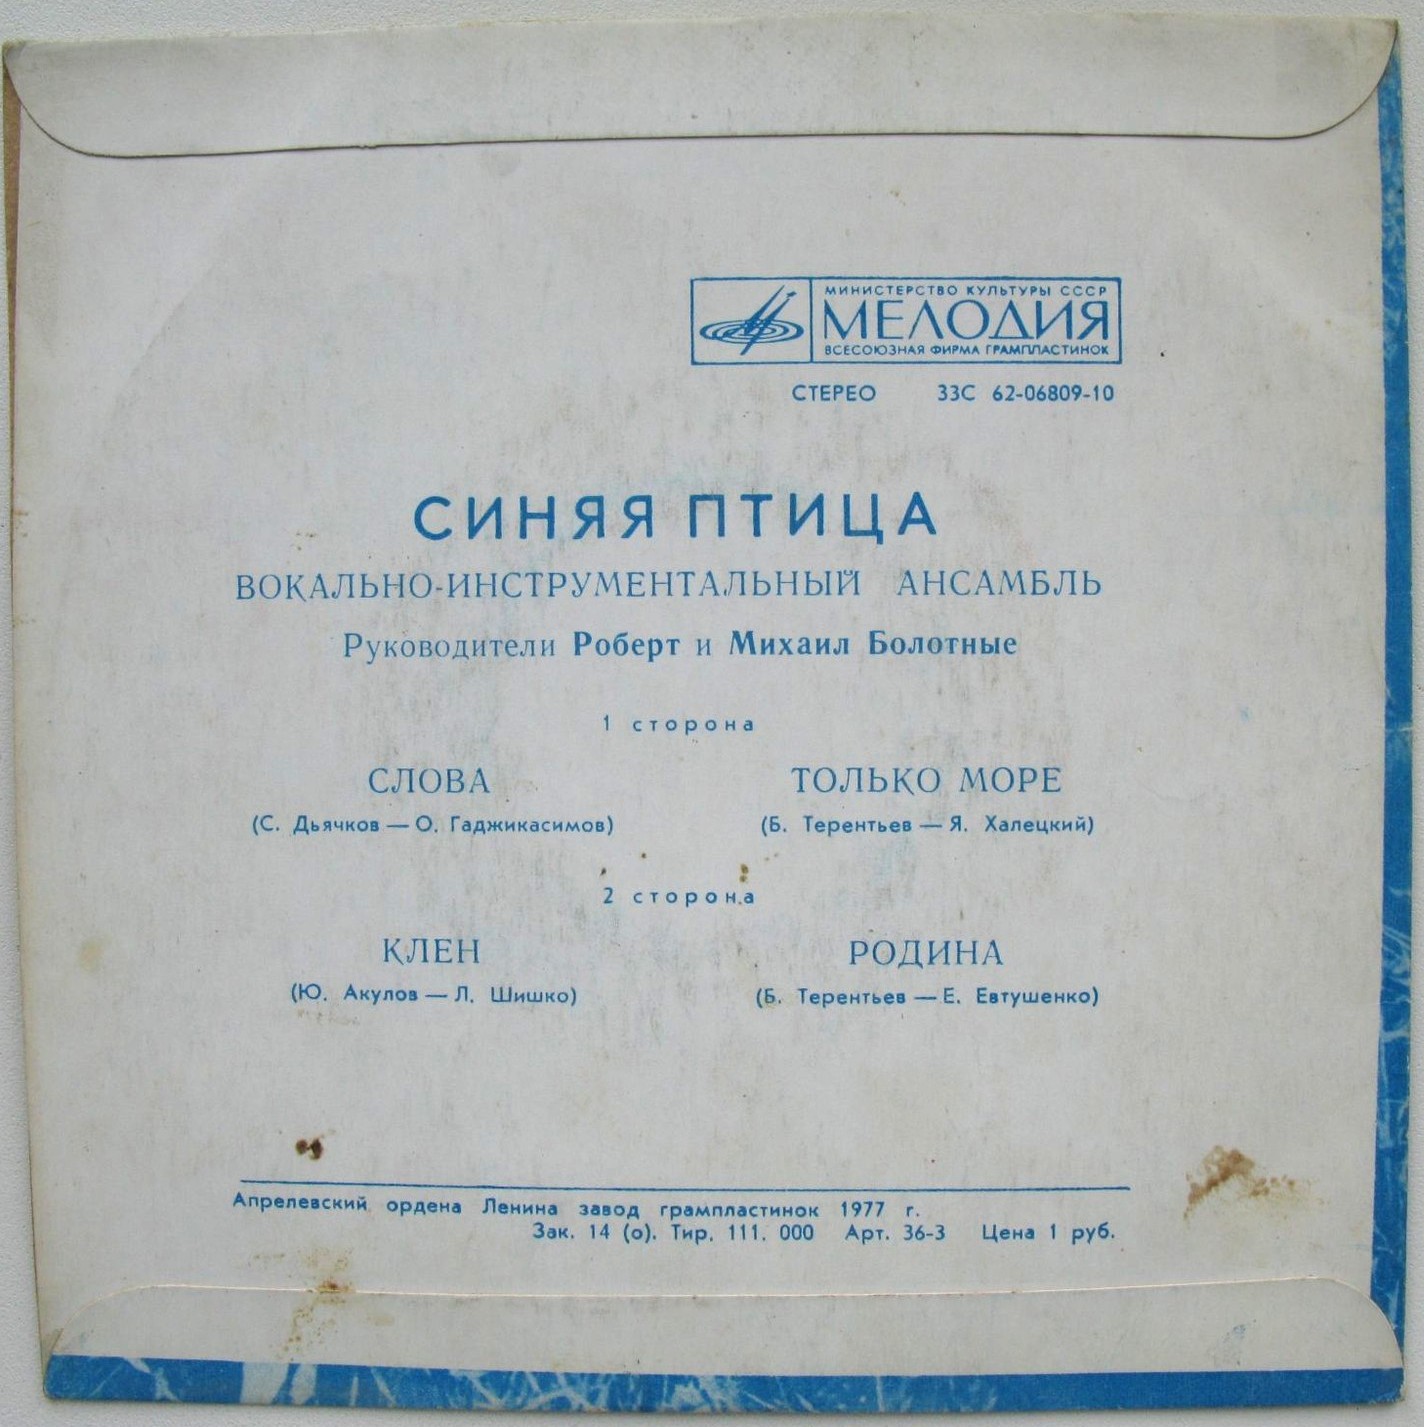 МИНИСТЕРСТВО КУЛЬТУРЫ СССР
МЕЛОДИЯ
ВСЕСОЮЗНАЯ ФИРМА ГРАМПЛАСТИНОК
СТЕРЕО 33С 62-06809-10
СИНЯЯ ПТИЦА
ВОКАЛЬНО-ИНСТРУМЕНТАЛЬНЫЙ АНСАМБЛЬ
Руководители Роберт и Михаил Болотные
1 сторона
СЛОВА
(С. Дьячков — О. Гаджикасимов)
ТОЛЬКО МОРЕ
(Б. Терентьев — Я. Халецкий)
2 сторона
КЛЕН
(Ю. Акулов — Л. Шишко)
РОДИНА
(Б. Терентьев — Е. Евтушенко)
Апрелевский ордена Ленина завод грампластинок 1977 г.
Зак. 14 (о). Тир. 111. 000 Арт. 36-3 Цена 1 руб.